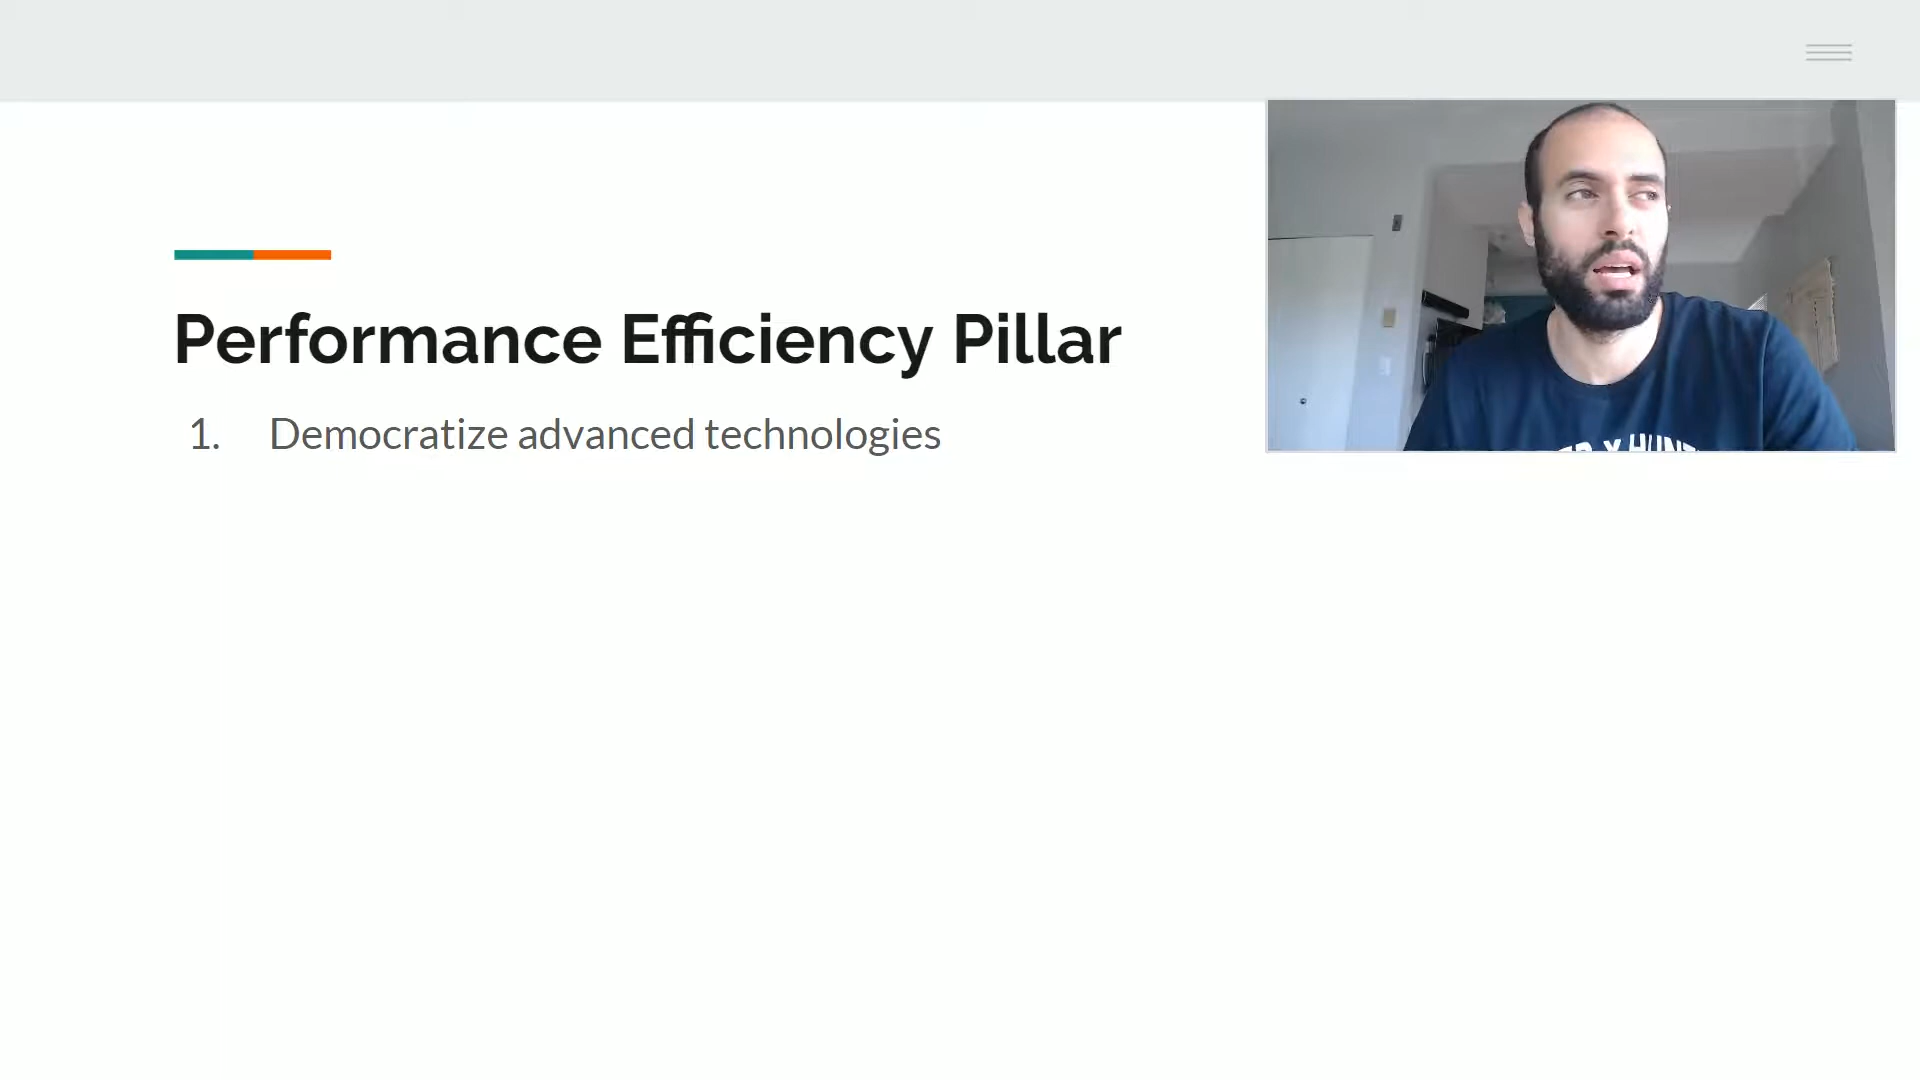 Performance Efficiency Pillar
1. Democratize advanced technologies